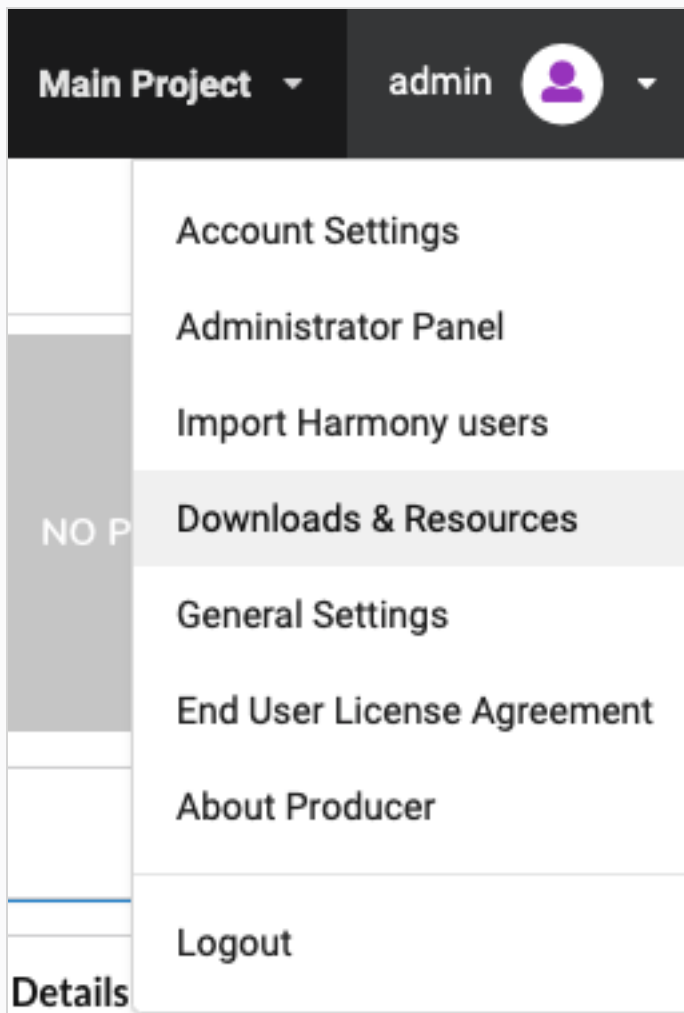 Main Project
admin
Account Settings
Administrator Panel
Import Harmony users
Downloads & Resources
NO P
General Settings
End User License Agreement
About Producer
Logout
Details